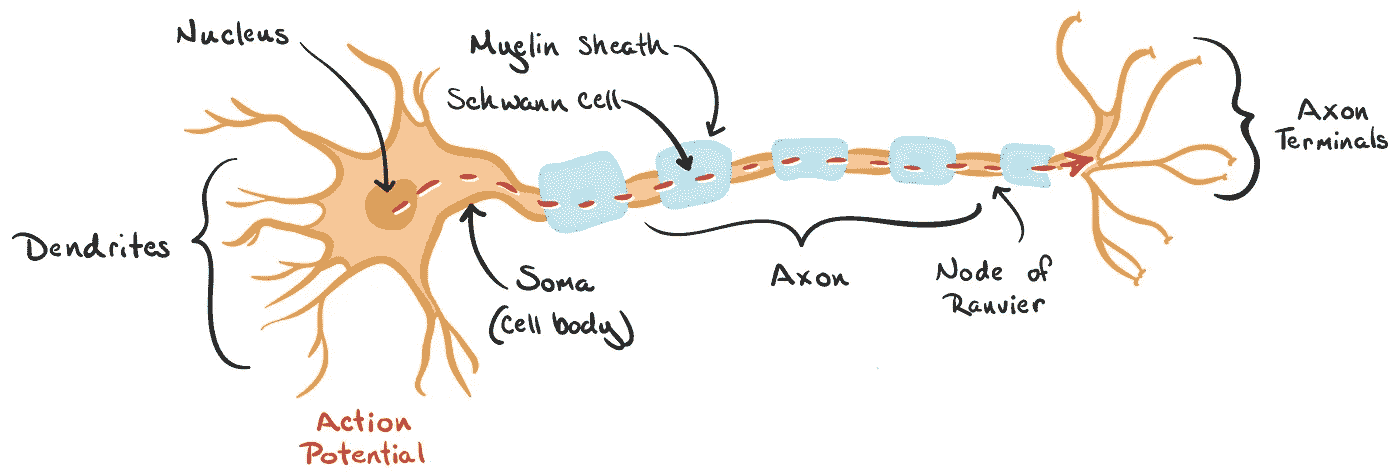 Nucleus
Myelin Sheath
Schwann Cell
Axon
Terminals
Dendrites
Soma
(Cell body)
Axon
Node of
Ranvier
Action
Potential